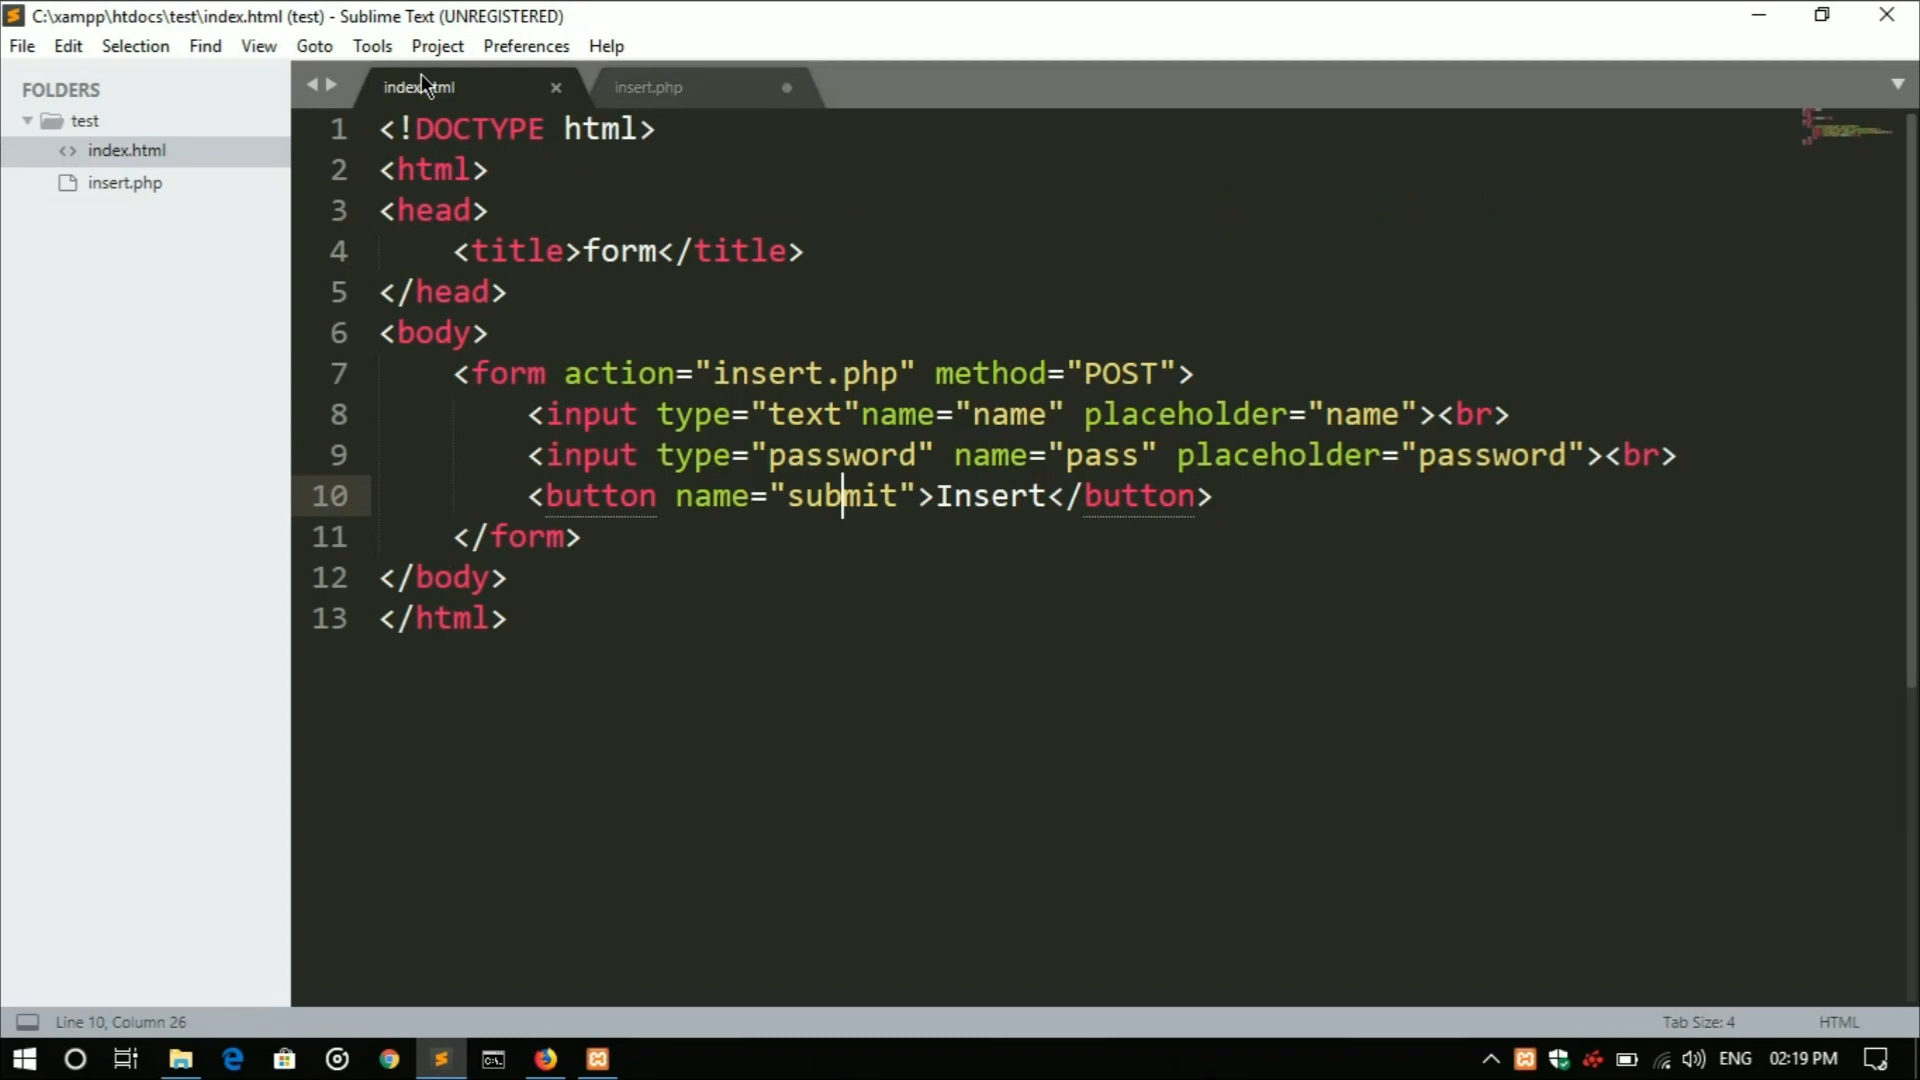 C:\xampp\htdocs\test\index.html (test) - Sublime Text (UNREGISTERED)
File Edit Selection Find View Goto Tools Project Preferences Help
FOLDERS
test
index.html
insert.php
index.html insert.php
1 <!DOCTYPE html>
2 <html>
3 <head>
4     <title>form</title>
5 </head>
6 <body>
7     <form action="insert.php" method="POST">
8         <input type="text"name="name" placeholder="name"><br>
9         <input type="password" name="pass" placeholder="password"><br>
10         <button name="submit">Insert</button>
11     </form>
12 </body>
13 </html>
Line 10, Column 26 Tab Size: 4 HTML
ENG 02:19 PM